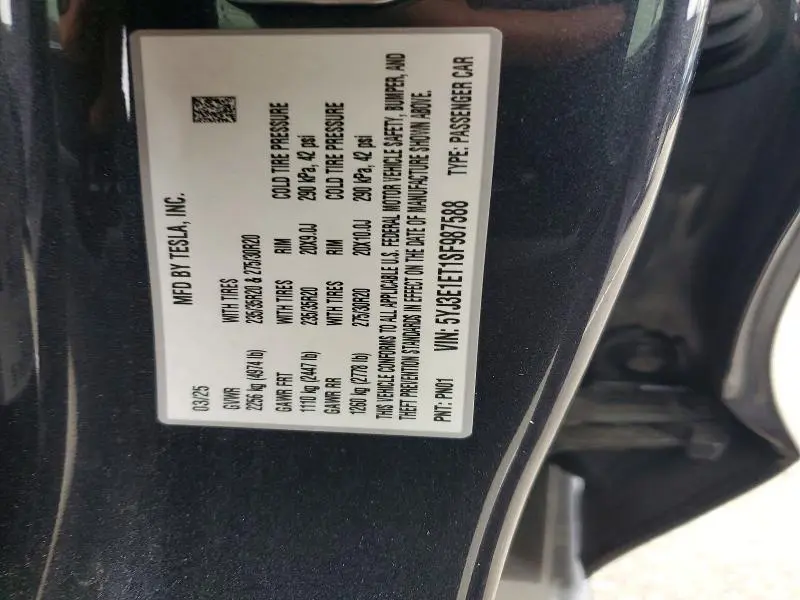 MFD BY TESLA, INC.
03/25
GVWR WITH TIRES
2256 kg (4974 lb) 235/35R20 & 275/30R20
GAWR FRT WITH TIRES RIM COLD TIRE PRESSURE
1110 kg (2447 lb) 235/35R20 20X9.0J 290 kPa, 42 psi
GAWR RR WITH TIRES RIM COLD TIRE PRESSURE
1260 kg (2778 lb) 275/30R20 20X10.0J 290 kPa, 42 psi
THIS VEHICLE CONFORMS TO ALL APPLICABLE U.S. FEDERAL MOTOR VEHICLE SAFETY, BUMPER, AND
THEFT PREVENTION STANDARDS IN EFFECT ON THE DATE OF MANUFACTURE SHOWN ABOVE.
PNT: PN01 VIN: 5YJ3E1ET1SF987588 TYPE: PASSENGER CAR